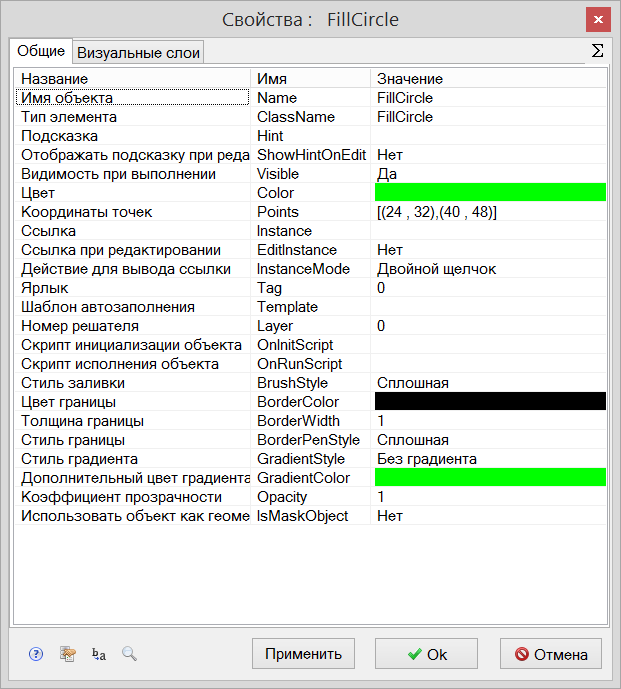 Свойства : FillCircle
Общие Визуальные слои Σ
Название Имя Значение
Имя объекта Name FillCircle
Тип элемента ClassName FillCircle
Подсказка Hint
Отображать подсказку при реда ShowHintOnEdit Нет
Видимость при выполнении Visible Да
Цвет Color
Координаты точек Points [(24 , 32),(40 , 48)]
Ссылка Instance
Ссылка при редактировании EditInstance Нет
Действие для вывода ссылки InstanceMode Двойной щелчок
Ярлык Tag 0
Шаблон автозаполнения Template
Номер решателя Layer 0
Скрипт инициализации объекта OnInitScript
Скрипт исполнения объекта OnRunScript
Стиль заливки BrushStyle Сплошная
Цвет границы BorderColor
Толщина границы BorderWidth 1
Стиль границы BorderPenStyle Сплошная
Стиль градиента GradientStyle Без градиента
Дополнительный цвет градиента GradientColor
Коэффициент прозрачности Opacity 1
Использовать объект как геоме IsMaskObject Нет
? ba Применить Ok Отмена